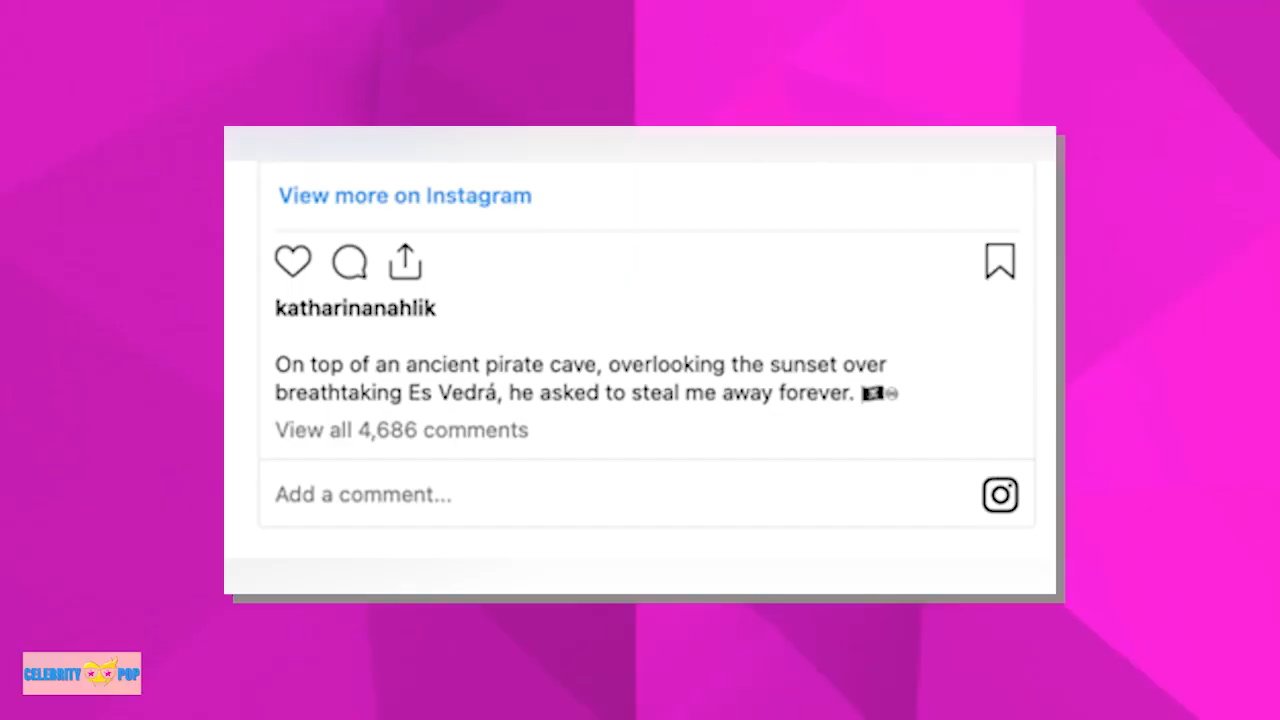 View more on Instagram
katharinanahlik
On top of an ancient pirate cave, overlooking the sunset over
breathtaking Es Vedrá, he asked to steal me away forever. 🏴‍☠️♾
View all 4,686 comments
Add a comment...
CELEBRITY POP